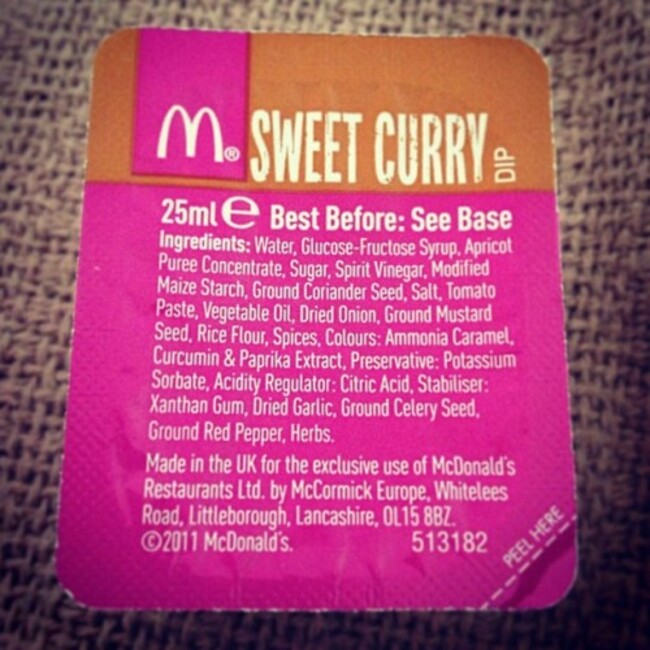 M® SWEET CURRY DIP
25ml e Best Before: See Base
Ingredients: Water, Glucose-Fructose Syrup, Apricot
Puree Concentrate, Sugar, Spirit Vinegar, Modified
Maize Starch, Ground Coriander Seed, Salt, Tomato
Paste, Vegetable Oil, Dried Onion, Ground Mustard
Seed, Rice Flour, Spices, Colours: Ammonia Caramel,
Curcumin & Paprika Extract, Preservative: Potassium
Sorbate, Acidity Regulator: Citric Acid, Stabiliser:
Xanthan Gum, Dried Garlic, Ground Celery Seed,
Ground Red Pepper, Herbs.
Made in the UK for the exclusive use of McDonald's
Restaurants Ltd. by McCormick Europe, Whitelees
Road, Littleborough, Lancashire, OL15 8BZ.
©2011 McDonald's. 513182
PEEL HERE